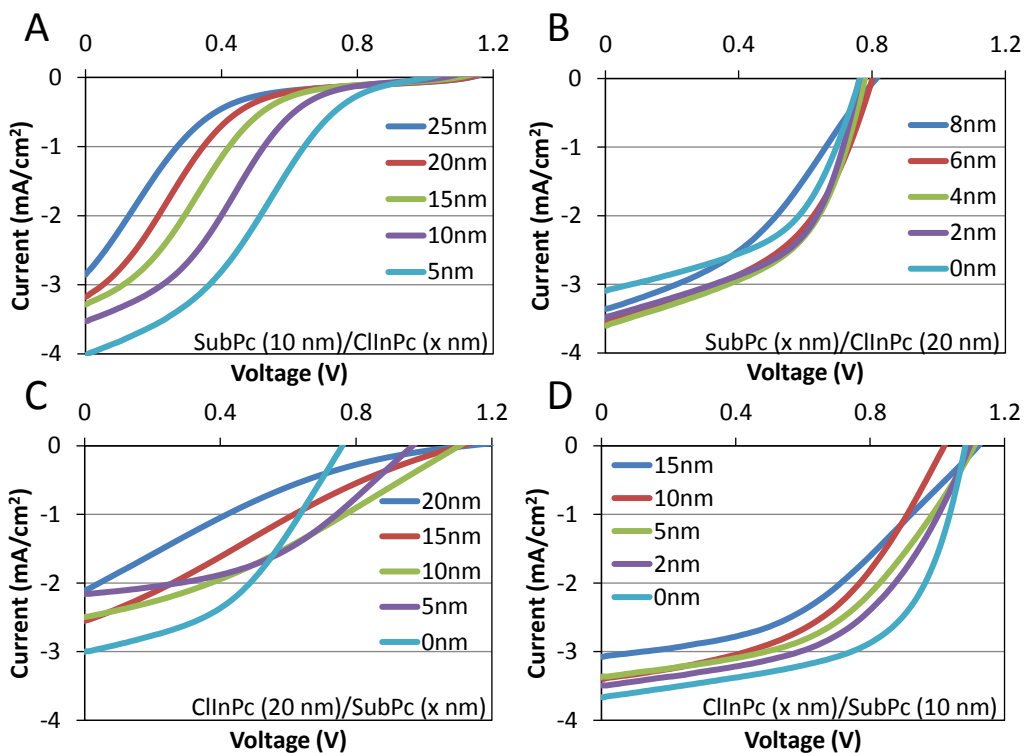 A
0 0.4 0.8 1.2
0
-1
-2
-3
-4
Current (mA/cm²)
25nm
20nm
15nm
10nm
5nm
SubPc (10 nm)/ClInPc (x nm)
Voltage (V)
B
0 0.4 0.8 1.2
0
-1
-2
-3
-4
Current (mA/cm²)
8nm
6nm
4nm
2nm
0nm
SubPc (x nm)/ClInPc (20 nm)
Voltage (V)
C
0 0.4 0.8 1.2
0
-1
-2
-3
-4
Current (mA/cm²)
20nm
15nm
10nm
5nm
0nm
ClInPc (20 nm)/SubPc (x nm)
Voltage (V)
D
0 0.4 0.8 1.2
0
-1
-2
-3
-4
Current (mA/cm²)
15nm
10nm
5nm
2nm
0nm
ClInPc (x nm)/SubPc (10 nm)
Voltage (V)